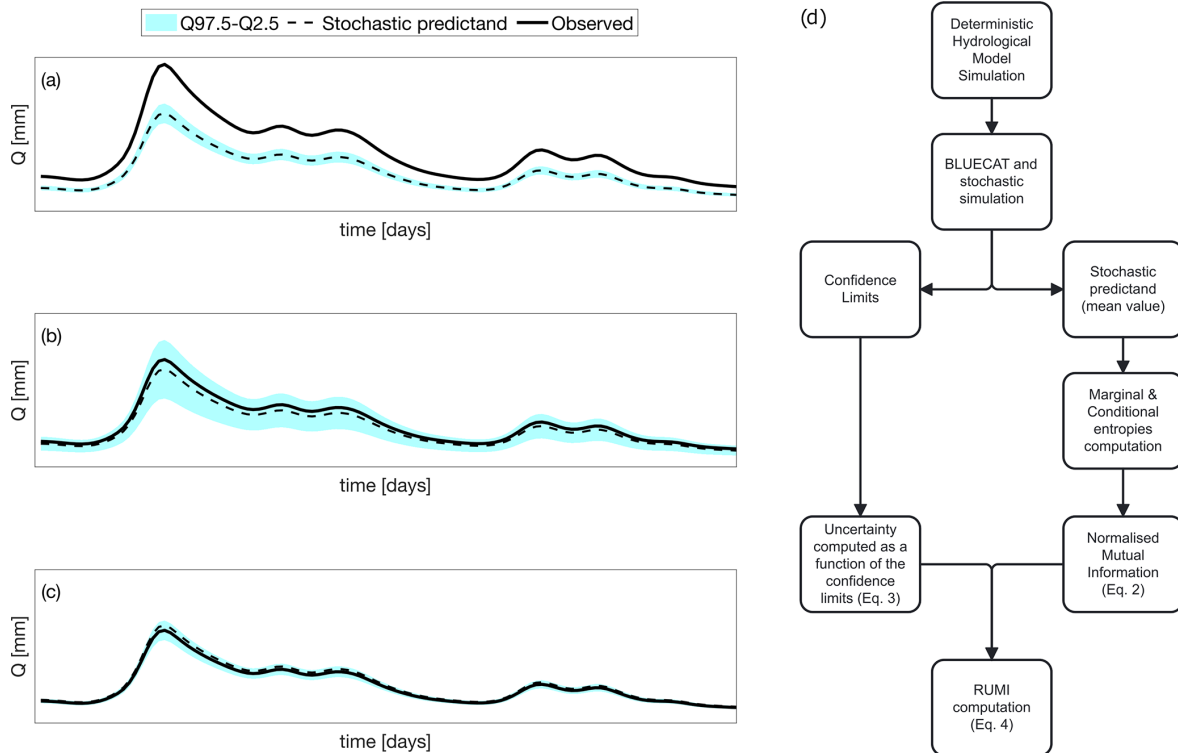 Q97.5-Q2.5 Stochastic predictand Observed
(a)
Q [mm]
time [days]
(b)
Q [mm]
time [days]
(c)
Q [mm]
time [days]
(d)
Deterministic
Hydrological
Model
Simulation
BLUECAT and
stochastic
simulation
Confidence
Limits
Stochastic
predictand
(mean value)
Marginal &
Conditional
entropies
computation
Uncertainty
computed as a
function of the
confidence
limits (Eq. 3)
Normalised
Mutual
Information
(Eq. 2)
RUMI
computation
(Eq. 4)